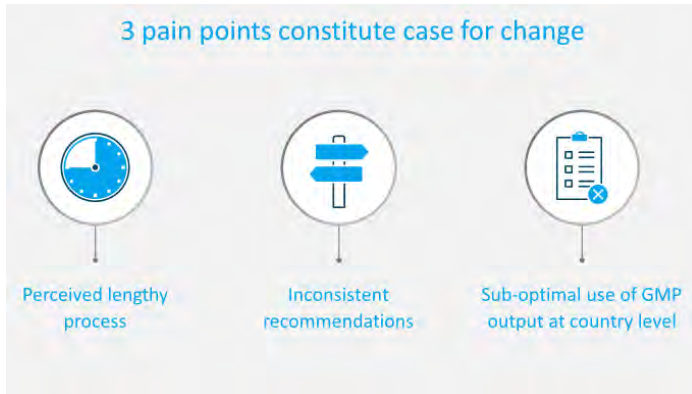 3 pain points constitute case for change
Perceived lengthy
process
Inconsistent
recommendations
Sub-optimal use of GMP
output at country level